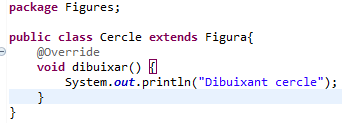 package Figures;
public class Cercle extends Figura{
@Override
void dibuixar() {
System.out.println("Dibuixant cercle");
}
}